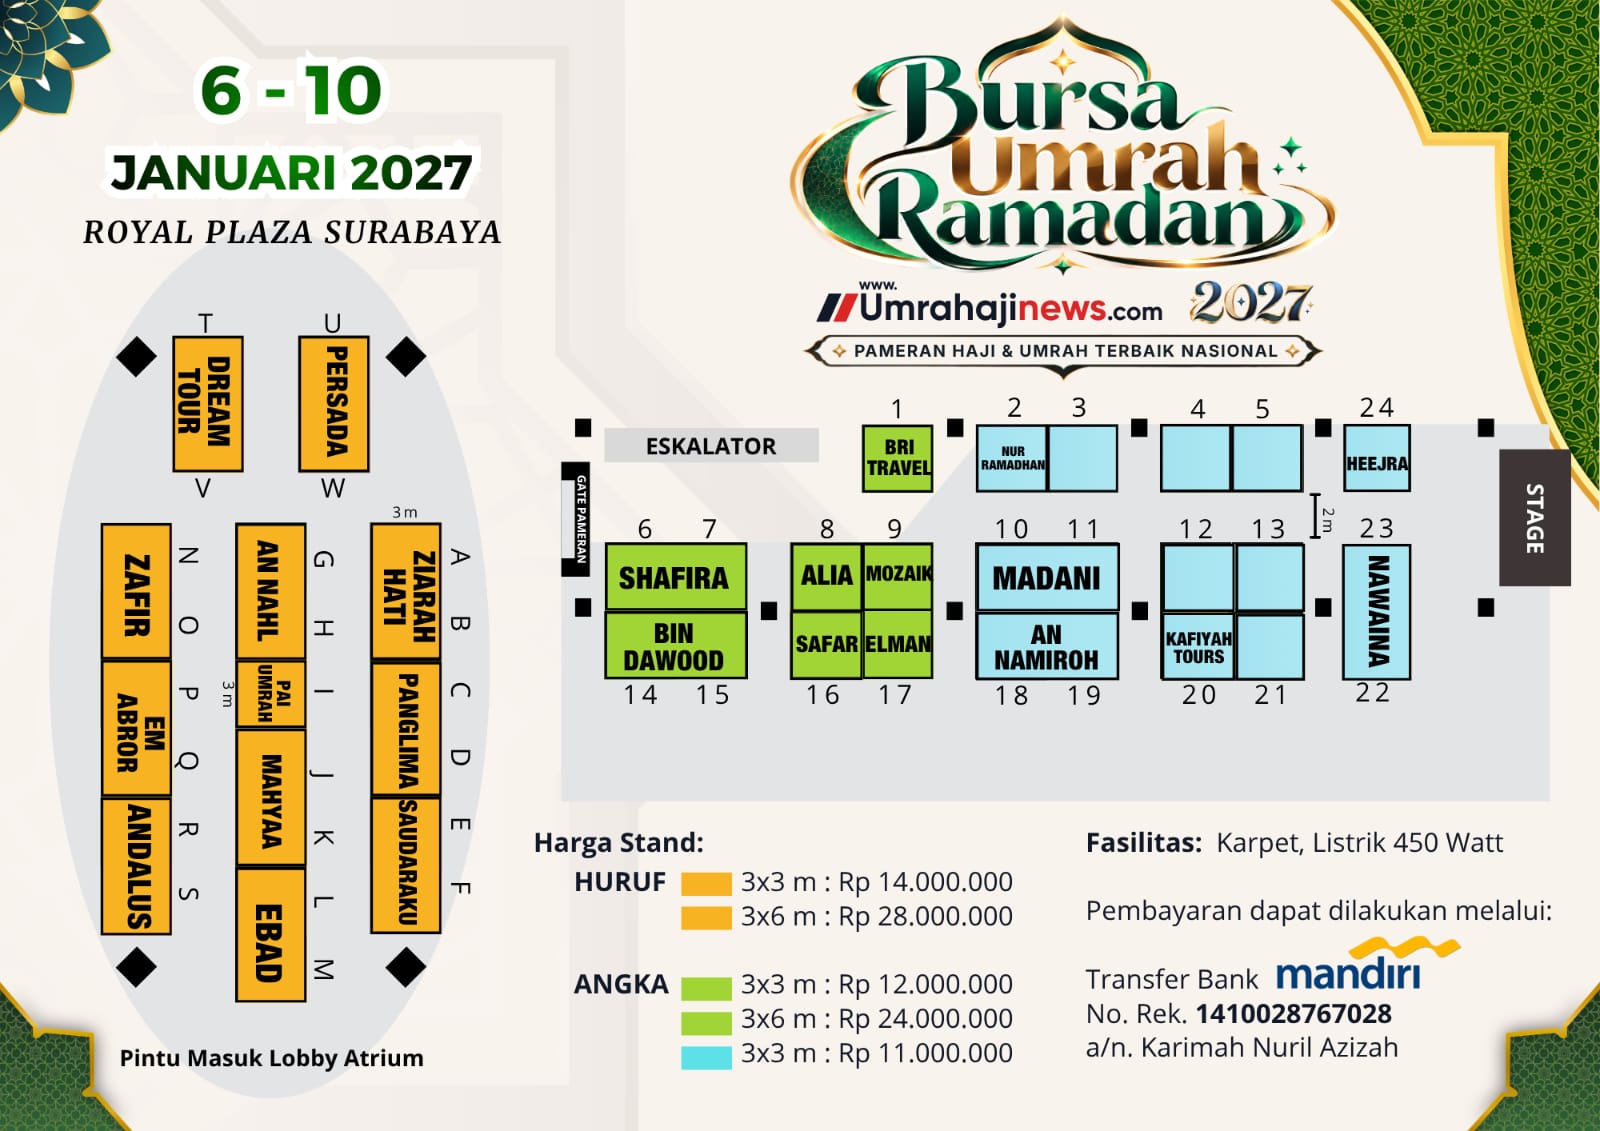 6 - 10
JANUARI 2027
ROYAL PLAZA SURABAYA
Bursa
Umrah
Ramadan
www.
Umrahajinews.com 2027
PAMERAN HAJI & UMRAH TERBAIK NASIONAL
T U
DREAM TOUR
PERSADA
V W
3 m
ZAFIR
EM ABROR
ANDALUS
N O P Q R S
AN NAHL
PAI UMRAH
3 m
MAHYAA
EBAD
G H I J K L M
ZIARAH HATI
PANGLIMA
SAUDARAKU
A B C D E F
Pintu Masuk Lobby Atrium
ESKALATOR
GATE PAMERAN
1 2 3 4 5 24
BRI TRAVEL
NUR RAMADHAN
HEEJRA
STAGE
2 m
6 7 8 9 10 11 12 13 23
SHAFIRA
ALIA
MOZAIK
MADANI
NAWAINA
BIN DAWOOD
SAFAR
ELMAN
AN NAMIROH
KAFIYAH TOURS
14 15 16 17 18 19 20 21 22
Harga Stand:
HURUF 3x3 m : Rp 14.000.000
3x6 m : Rp 28.000.000
ANGKA 3x3 m : Rp 12.000.000
3x6 m : Rp 24.000.000
3x3 m : Rp 11.000.000
Fasilitas: Karpet, Listrik 450 Watt
Pembayaran dapat dilakukan melalui:
Transfer Bank mandiri
No. Rek. 1410028767028
a/n. Karimah Nuril Azizah